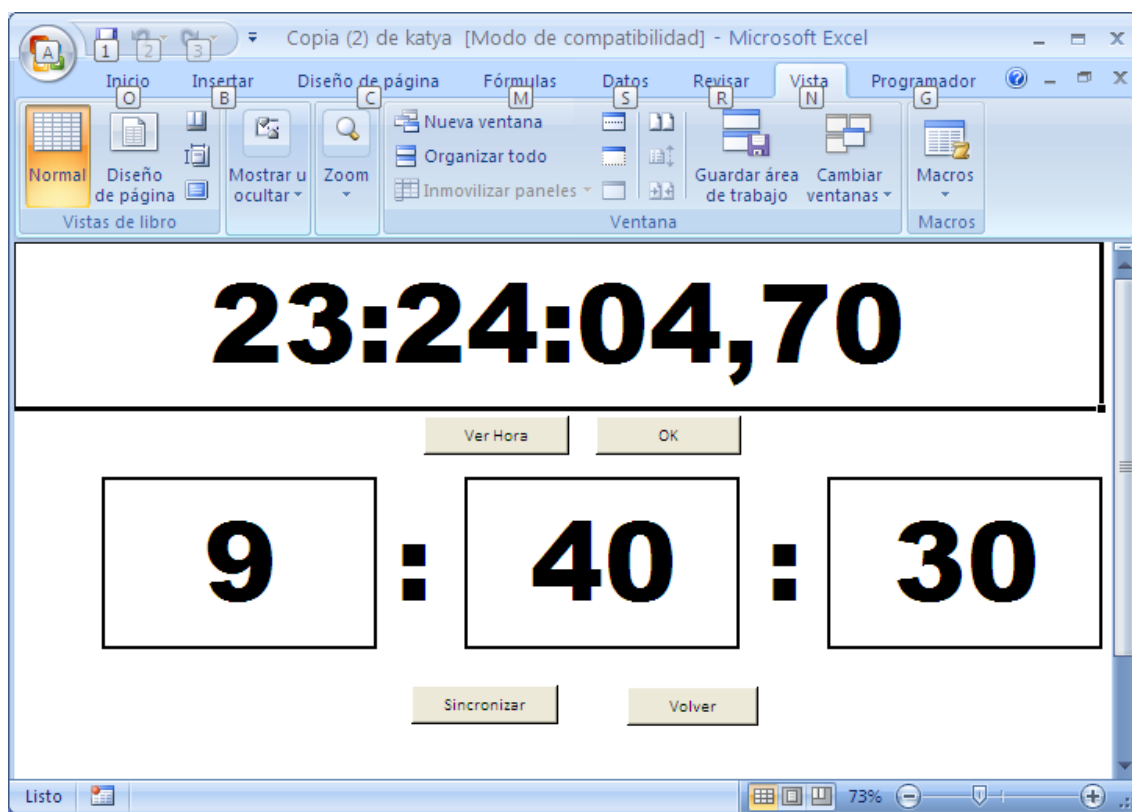 Copia (2) de katya [Modo de compatibilidad] - Microsoft Excel
A 1 2 3
Inicio Insertar Diseño de página Fórmulas Datos Revisar Vista Programador
O B C M S R N G
Nueva ventana
Organizar todo
Inmovilizar paneles
Normal Diseño de página Mostrar u ocultar Zoom Guardar área de trabajo Cambiar ventanas Macros
Vistas de libro Ventana Macros
23:24:04,70
Ver Hora OK
9 : 40 : 30
Sincronizar Volver
Listo 73%